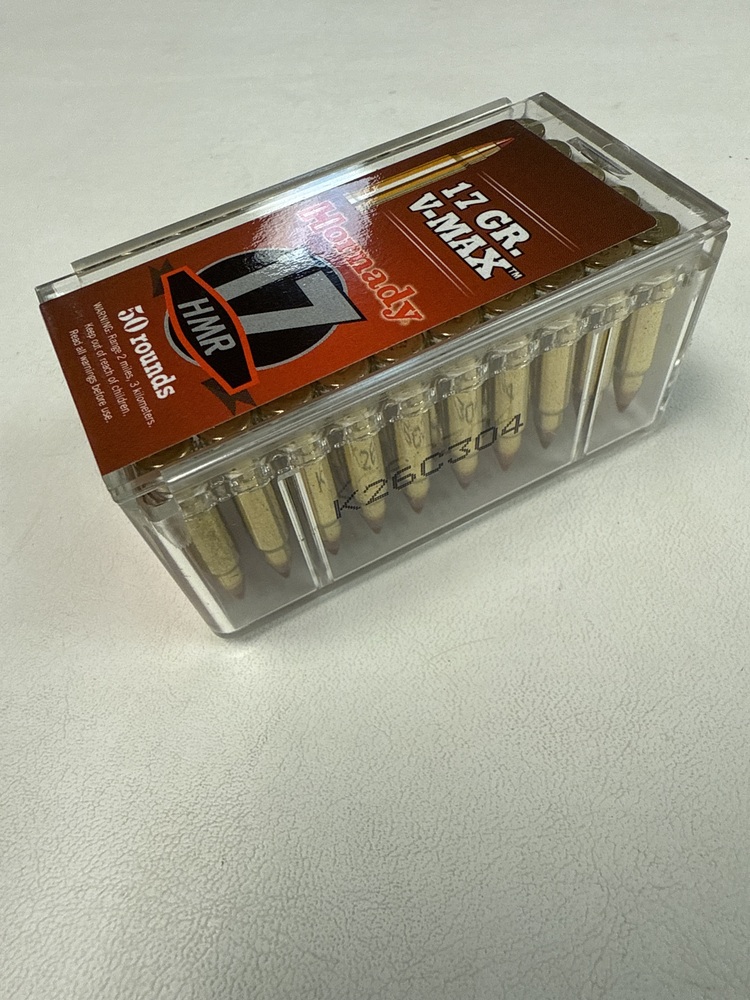 17 GR.
V-MAX™
Hornady
17
HMR
50 rounds
WARNING: Range 2 miles, 3 kilometers.
Keep out of reach of children.
Read all warnings before use.
K26C304